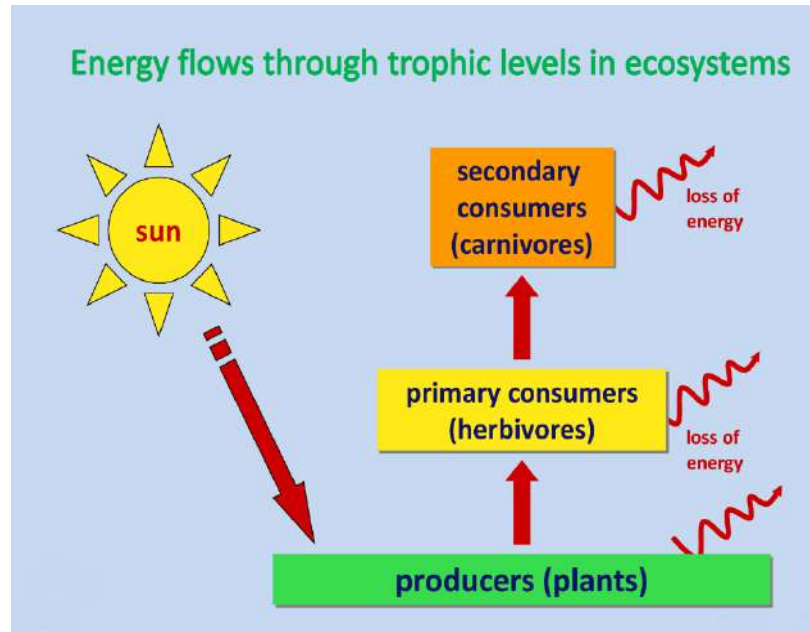 Energy flows through trophic levels in ecosystems
sun
secondary
consumers
(carnivores)
loss of
energy
primary consumers
(herbivores)
loss of
energy
producers (plants)